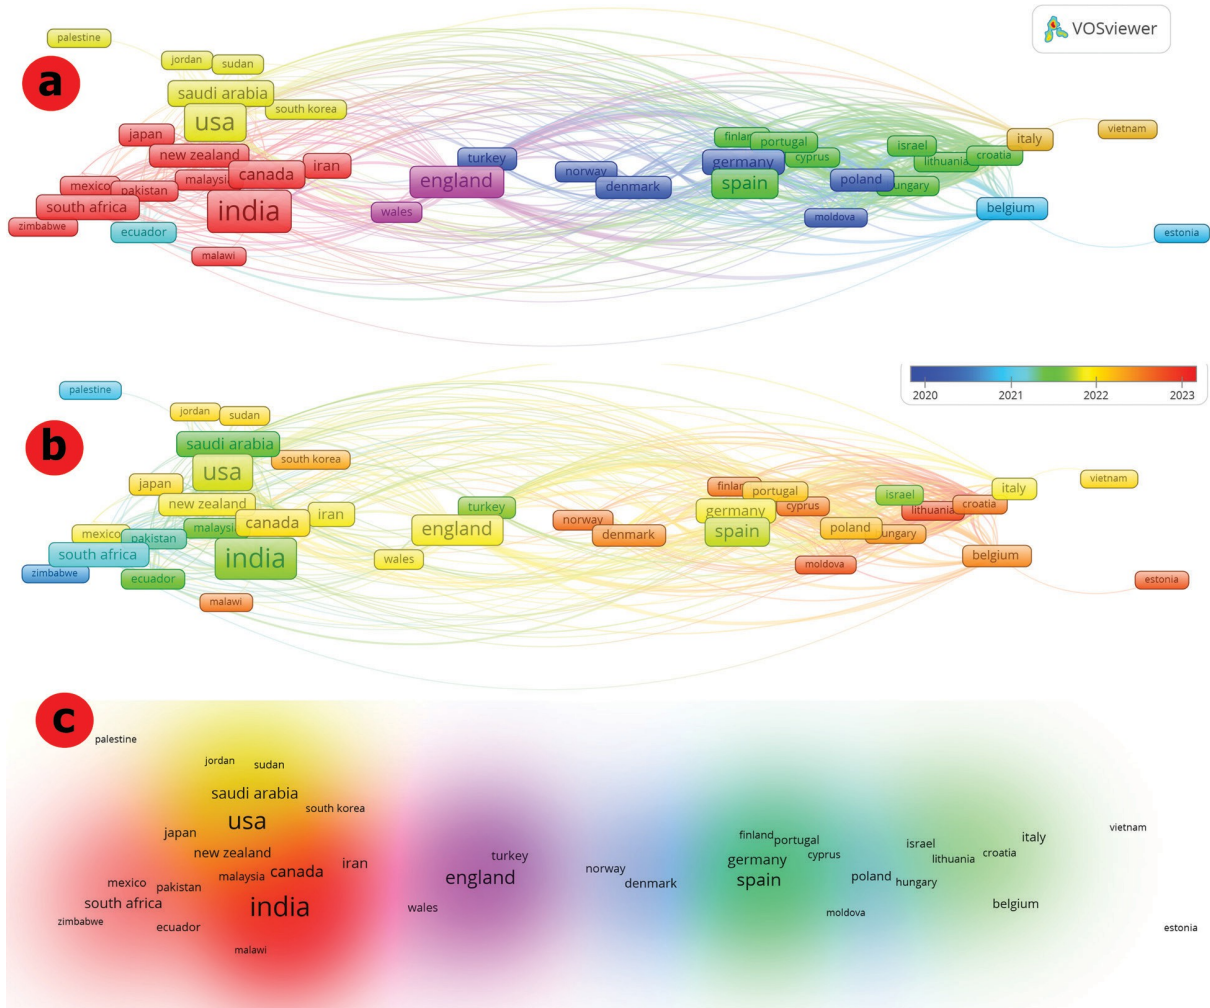 palestine
VOSviewer
a
jordan
sudan
saudi arabia
south korea
usa
japan
new zealand
iran
canada
malaysia
mexico
pakistan
south africa
india
zimbabwe
ecuador
malawi
turkey
england
wales
norway
denmark
finlan
portugal
germany
cyprus
spain
poland
hungary
moldova
israel
lithuania
croatia
italy
vietnam
belgium
estonia
2020 2021 2022 2023
b
palestine
jordan
sudan
saudi arabia
south korea
usa
japan
new zealand
iran
canada
malaysia
mexico
pakistan
south africa
india
zimbabwe
ecuador
malawi
turkey
england
wales
norway
denmark
finlan
portugal
germany
cyprus
spain
poland
hungary
moldova
israel
lithuania
croatia
italy
vietnam
belgium
estonia
c
palestine
jordan
sudan
saudi arabia
south korea
usa
japan
new zealand
iran
canada
malaysia
mexico
pakistan
south africa
india
zimbabwe
ecuador
malawi
turkey
england
wales
norway
denmark
finland
portugal
germany
cyprus
spain
poland
hungary
moldova
israel
lithuania
croatia
italy
vietnam
belgium
estonia